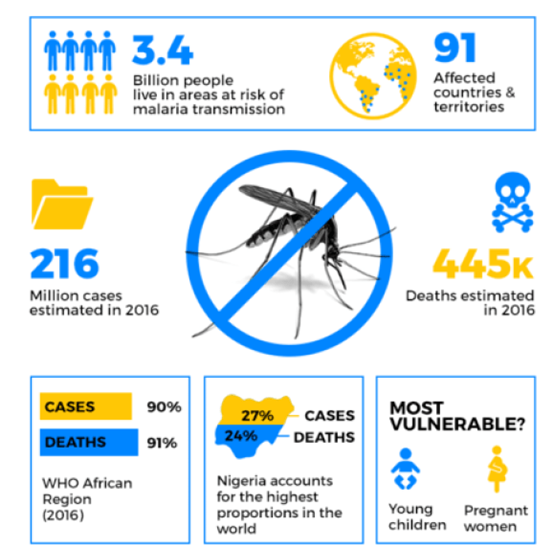 3.4
Billion people
live in areas at risk of
malaria transmission
91
Affected
countries &
territories
216
Million cases
estimated in 2016
445K
Deaths estimated
in 2016
CASES 90%
DEATHS 91%
WHO African
Region
(2016)
27% CASES
24% DEATHS
Nigeria accounts
for the highest
proportions in the
world
MOST
VULNERABLE?
Young
children
Pregnant
women